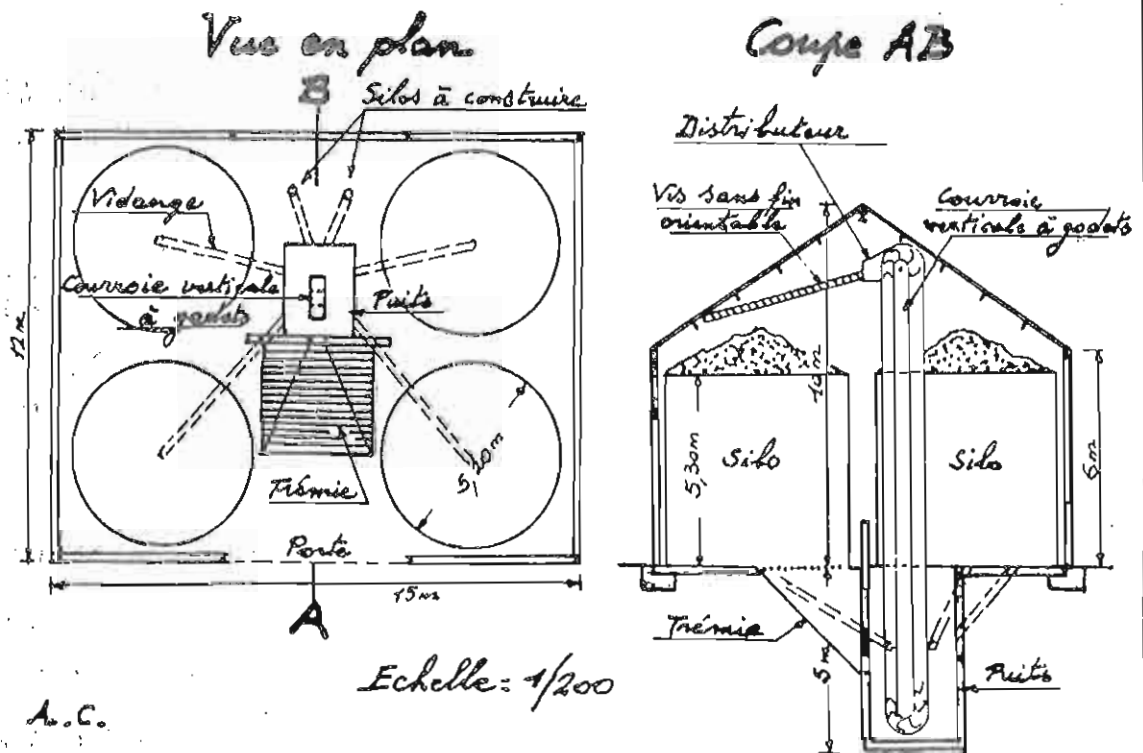 Vue en plan
Coupe AB
B
Silos à construire
Distributeur
Vidange
Vis sans fin
orientable
Courroie
verticale à godets
Courroie verticale
à godets
Puits
12m
10m
5,20m
Trémie
5,30m
Silo
Silo
6m
Porte
15m
A
Trémie
5m
Puits
Echelle: 1/200
A.C.